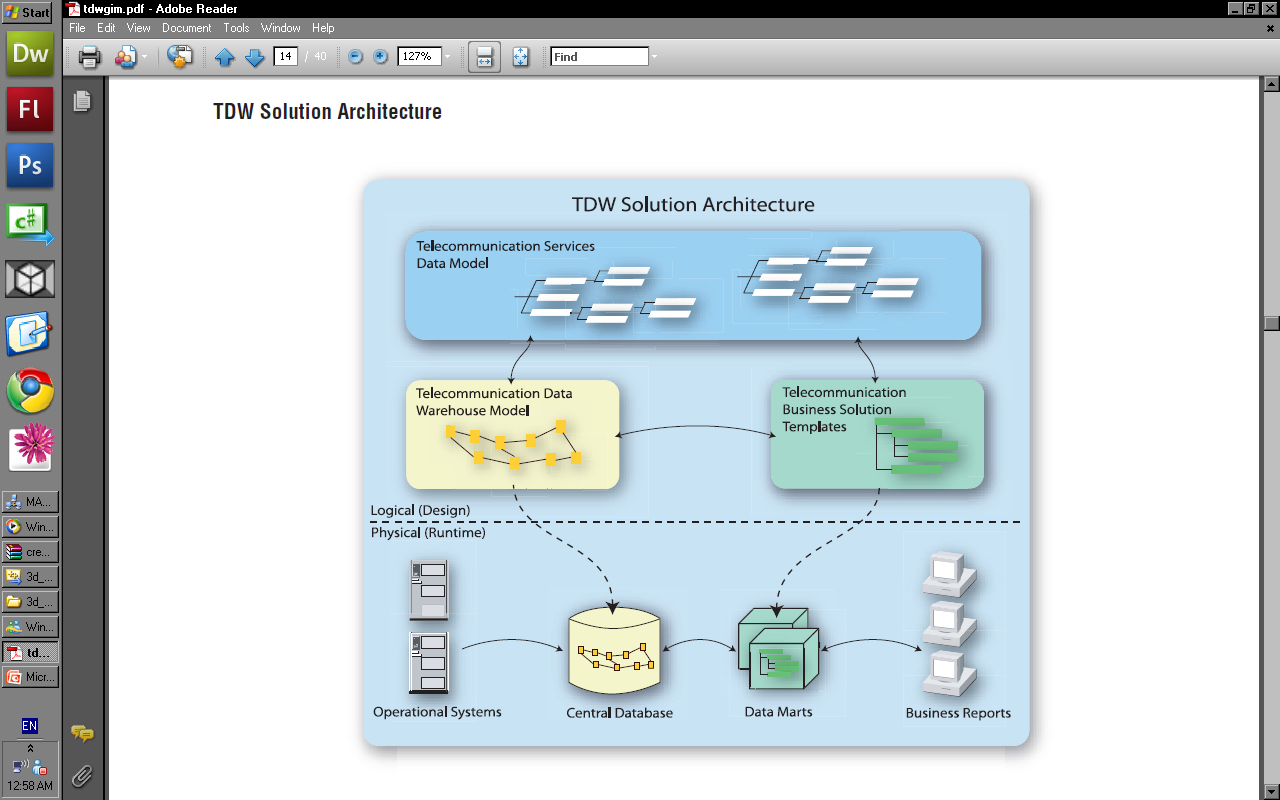 Start
tdwgim.pdf - Adobe Reader
File Edit View Document Tools Window Help
14 / 40 127% Find
Dw
Fl
Ps
C#
MA...
Win...
cre...
3d_...
3d_...
Win...
td...
Micr...
EN
12:58 AM
TDW Solution Architecture
TDW Solution Architecture
Telecommunication Services
Data Model
Telecommunication Data
Warehouse Model
Telecommunication
Business Solution
Templates
Logical (Design)
Physical (Runtime)
Operational Systems
Central Database
Data Marts
Business Reports